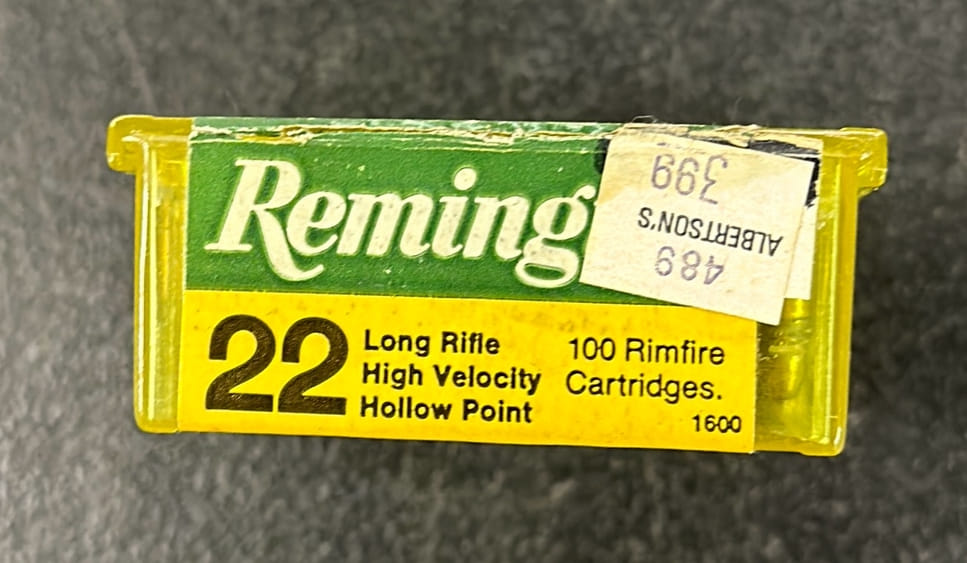 Reming
489
ALBERTSON'S
399
22
Long Rifle
High Velocity
Hollow Point
100 Rimfire
Cartridges.
1600